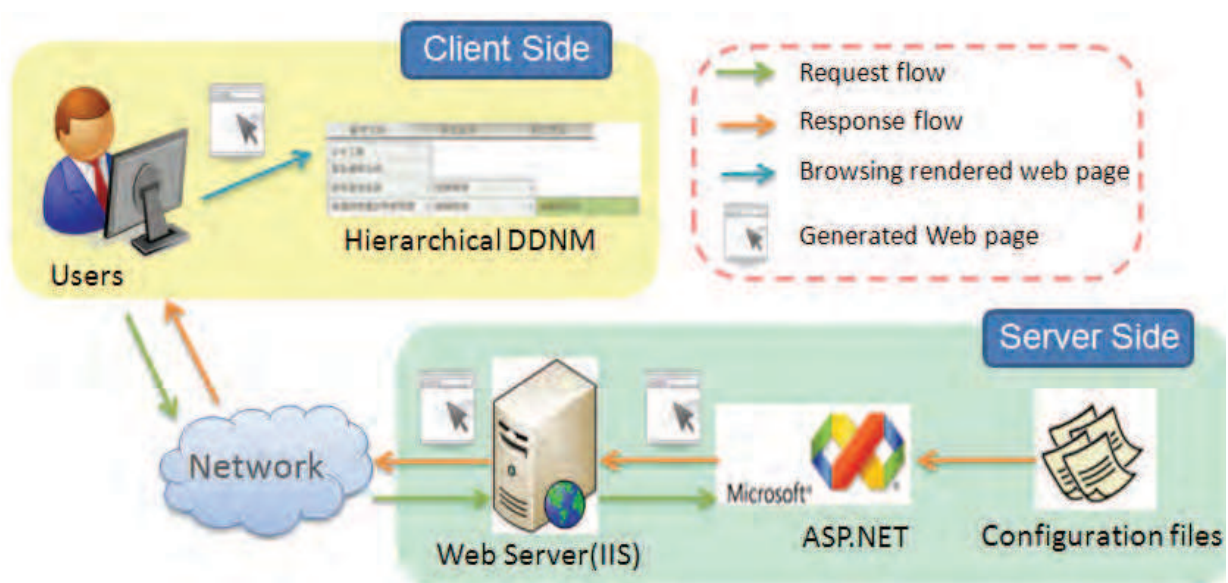 Client Side
Request flow
Response flow
Browsing rendered web page
Generated Web page
Hierarchical DDNM
Users
Server Side
Network
Microsoft®
Web Server(IIS)
ASP.NET
Configuration files